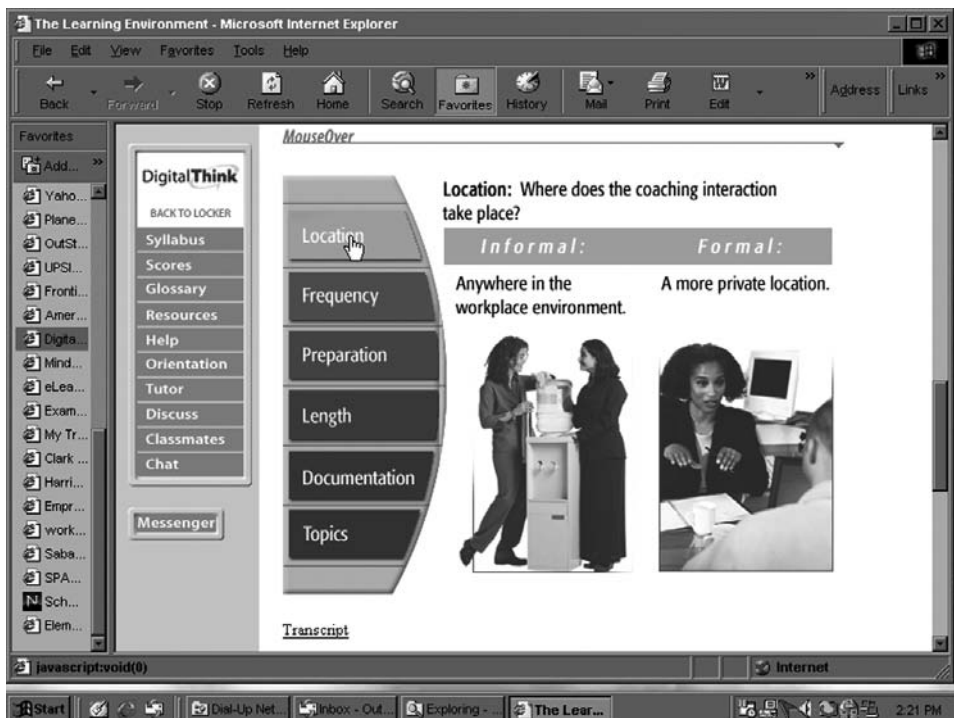 The Learning Environment - Microsoft Internet Explorer
File Edit View Favorites Tools Help
Back Forward Stop Refresh Home Search Favorites History Mail Print Edit » Address Links »
Favorites
Add... »
Yaho...
Plane...
OutSt...
UPSI...
Fronti...
Amer...
Digita...
Mind...
eLea...
Exam...
My Tr...
Clark ...
Harri...
Empr...
work...
Saba...
SPA...
Sch...
Elem...
DigitalThink
BACK TO LOCKER
Syllabus
Scores
Glossary
Resources
Help
Orientation
Tutor
Discuss
Classmates
Chat
Messenger
MouseOver
Location
Frequency
Preparation
Length
Documentation
Topics
Location: Where does the coaching interaction
take place?
Informal: Formal:
Anywhere in the
workplace environment.
A more private location.
Transcript
javascript:void(0) Internet
Start Dial-Up Net... Inbox - Out... Exploring - ... The Lear... 2:21 PM